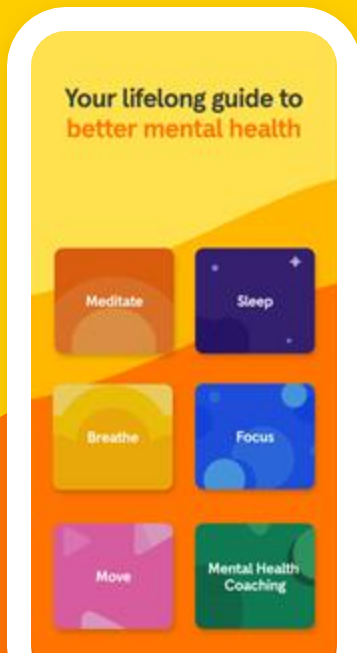 Your lifelong guide to
better mental health
Meditate
Sleep
Breathe
Focus
Move
Mental Health
Coaching